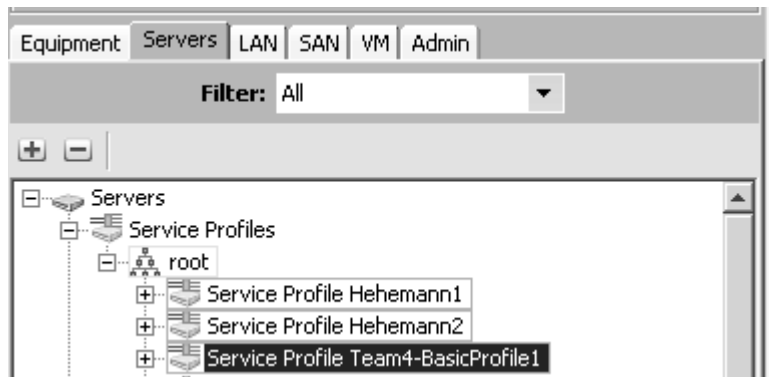 Equipment Servers LAN SAN VM Admin
Filter: All
Servers
Service Profiles
root
Service Profile Hehemann1
Service Profile Hehemann2
Service Profile Team4-BasicProfile1